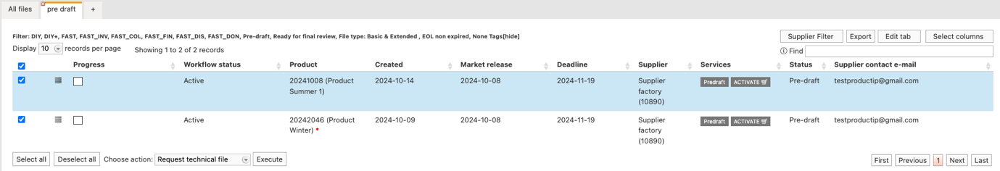 All files
pre draft
+
Filter: DIY, DIY+, FAST, FAST_INV, FAST_COL, FAST_FIN, FAST_DIS, FAST_DON, Pre-draft, Ready for final review, File type: Basic & Extended , EOL non expired, None Tags[hide]
Supplier Filter Export Edit tab Select columns
Display 10 records per page Showing 1 to 2 of 2 records
Find
Progress Workflow status Product Created Market release Deadline Supplier Services Status Supplier contact e-mail
Active 20241008 (Product 2024-10-14 2024-10-08 2024-11-19 Supplier Predraft ACTIVATE Pre-draft testproductip@gmail.com
Summer 1) factory
(10890)
Active 20242046 (Product 2024-10-09 2024-10-08 2024-11-19 Supplier Predraft ACTIVATE Pre-draft testproductip@gmail.com
Winter) * factory
(10890)
Select all Deselect all Choose action: Request technical file Execute
First Previous 1 Next Last